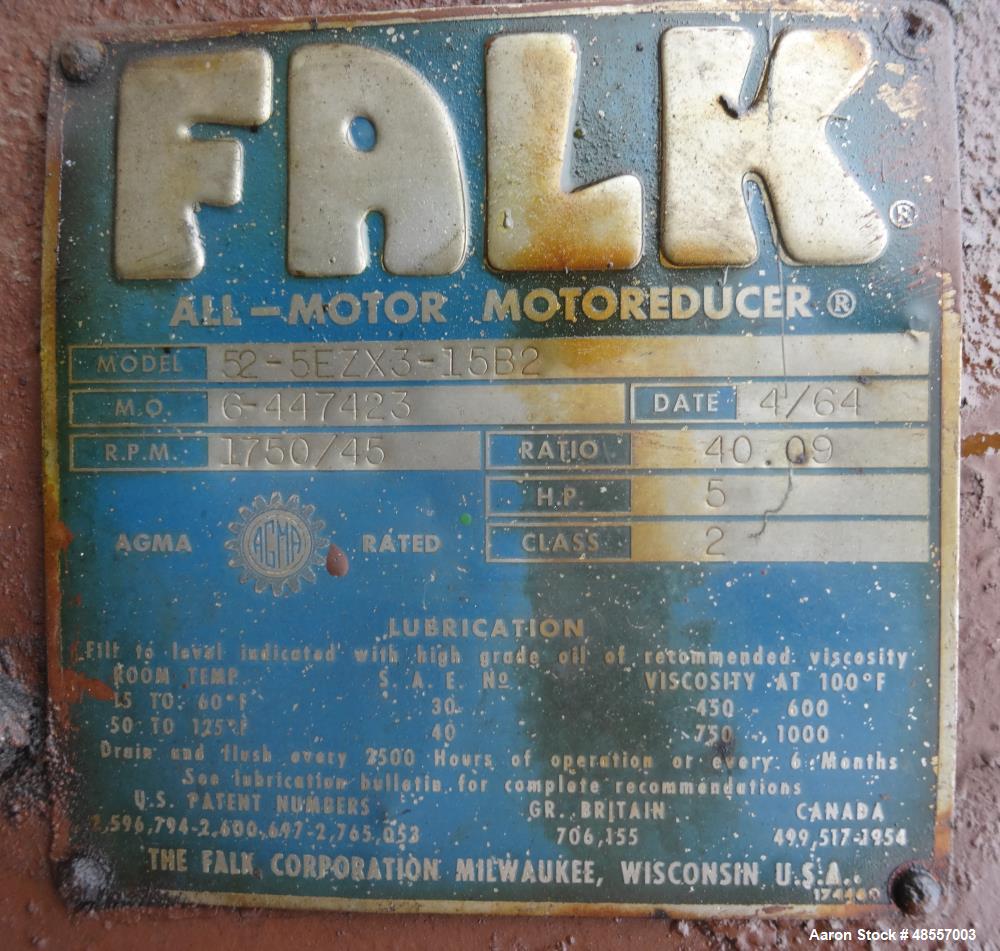 FALK ®
ALL-MOTOR MOTOREDUCER ®
MODEL 52-5EZX3-15B2
M.O. 6-447423 DATE 4/64
R.P.M. 1750/45 RATIO 40.09
H.P. 5
AGMA AGMA RATED CLASS 2
LUBRICATION
Fill to level indicated with high grade oil of recommended viscosity
ROOM TEMP. S. A. E. No VISCOSITY AT 100°F
15 TO 60°F 30 450 - 600
50 TO 125°F 40 750 - 1000
Drain and flush every 2500 Hours of operation or every 6 Months
See lubrication bulletin for complete recommendations
U.S. PATENT NUMBERS GR. BRITAIN CANADA
2,596,794-2,600,697-2,765,053 706,155 499,517-1954
THE FALK CORPORATION MILWAUKEE, WISCONSIN U.S.A.
Aaron Stock # 48557003